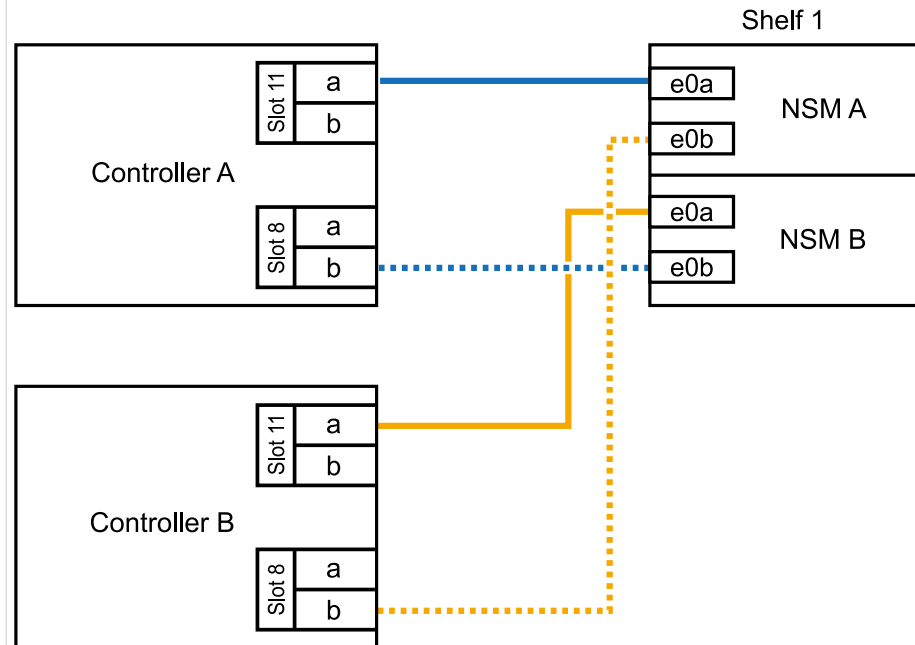 Shelf 1
Slot 11
a
b
Controller A
Slot 8
a
b
e0a
e0b
NSM A
e0a
e0b
NSM B
Slot 11
a
b
Controller B
Slot 8
a
b